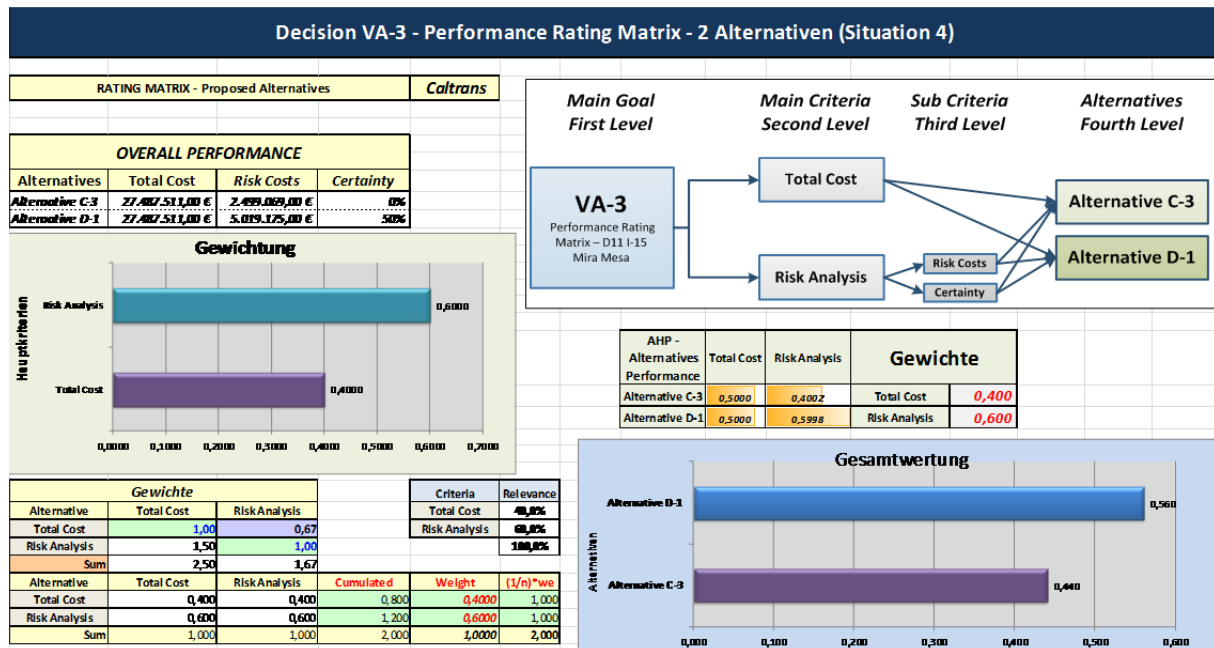 Decision VA-3 - Performance Rating Matrix - 2 Alternativen (Situation 4)
RATING MATRIX - Proposed Alternatives Caltrans
OVERALL PERFORMANCE
Alternatives Total Cost Risk Costs Certainty
Alternative C-3 27.487.511,00 € 2.499.069,00 € 0%
Alternative D-1 27.487.511,00 € 5.019.175,00 € 50%
Main Goal
First Level
Main Criteria
Second Level
Sub Criteria
Third Level
Alternatives
Fourth Level
VA-3
Performance Rating
Matrix – D11 I-15
Mira Mesa
Total Cost
Risk Analysis
Risk Costs
Certainty
Alternative C-3
Alternative D-1
Gewichtung
Hauptkriterien
Risk Analysis
0,6000
Total Cost
0,4000
0,0000 0,1000 0,2000 0,3000 0,4000 0,5000 0,6000 0,7000
AHP -
Alternatives
Performance
Total Cost Risk Analysis Gewichte
Alternative C-3 0,5000 0,4002 Total Cost 0,400
Alternative D-1 0,5000 0,5998 Risk Analysis 0,600
Gewichte
Alternative Total Cost Risk Analysis
Total Cost 1,00 0,67
Risk Analysis 1,50 1,00
Sum 2,50 1,67
Criteria Relevance
Total Cost 40,0%
Risk Analysis 60,0%
100,0%
Alternative Total Cost Risk Analysis Cumulated Weight (1/n)*we
Total Cost 0,400 0,400 0,800 0,4000 1,000
Risk Analysis 0,600 0,600 1,200 0,6000 1,000
Sum 1,000 1,000 2,000 1,0000 2,000
Gesamtwertung
Alternativen
Alternative D-1
0,560
Alternative C-3
0,440
0,000 0,100 0,200 0,300 0,400 0,500 0,600